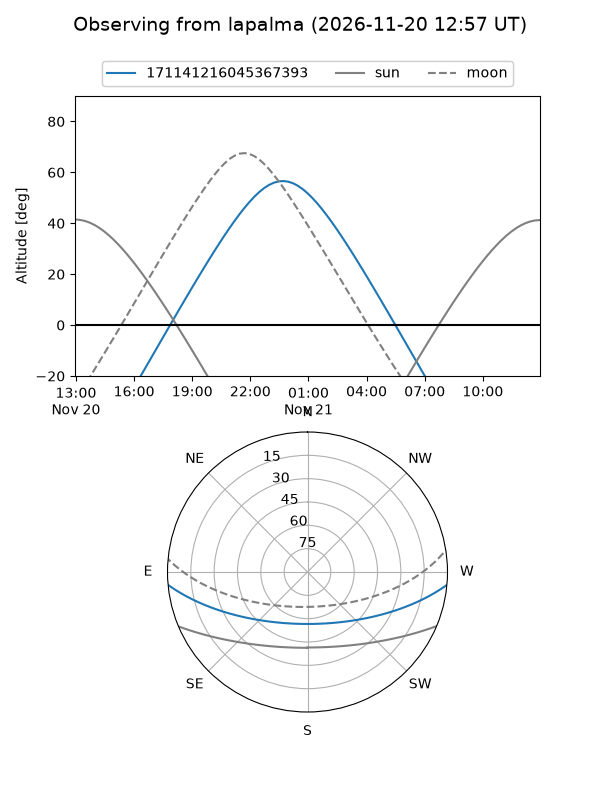 Observing from lapalma (2026-11-20 12:57 UT)
171141216045367393 sun moon
80
60
40
20
0
−20
Altitude [deg]
13:00 16:00 19:00 22:00 01:00 04:00 07:00 10:00
Nov 20 Nov 21
N
NE NW
15
30
45
60
75
E W
SE SW
S